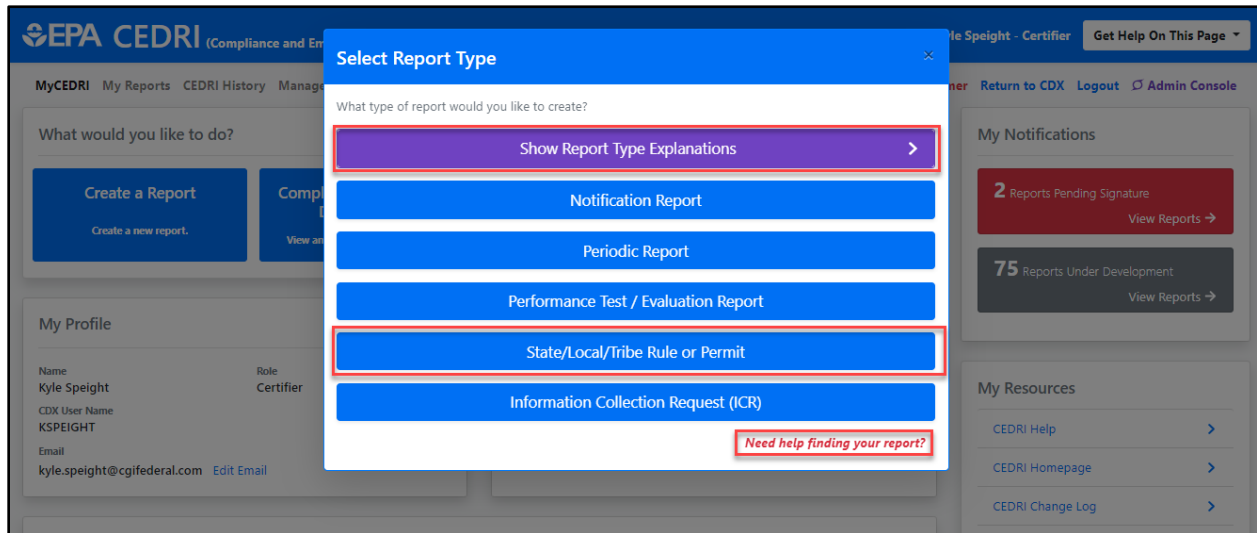 EPA CEDRI (Compliance and Em
Speight - Certifier
Get Help On This Page
MyCEDRI My Reports CEDRI History
Return to CDX Logout Admin Console
Select Report Type
×
What type of report would you like to create?
Show Report Type Explanations
Notification Report
Periodic Report
Performance Test / Evaluation Report
State/Local/Tribe Rule or Permit
Information Collection Request (ICR)
Need help finding your report?
What would you like to do?
Create a Report
Create a new report.
My Profile
Name
Kyle Speight
Role
Certifier
CDX User Name
KSPEIGHT
Email
kyle.speight@cgifederal.com Edit Email
My Notifications
2 Reports Pending Signature
View Reports →
75 Reports Under Development
View Reports →
My Resources
CEDRI Help
CEDRI Homepage
CEDRI Change Log